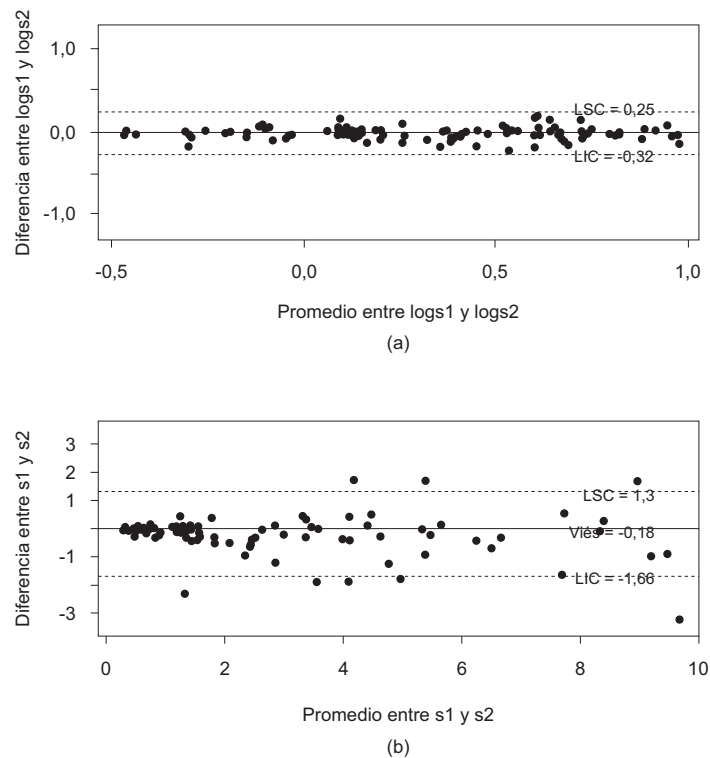 Diferencia entre logs1 y logs2
1,0
0,0
-1,0
LSC = 0,25
LIC = -0,32
-0,5
0,0
0,5
1,0
Promedio entre logs1 y logs2
(a)
Diferencia entre s1 y s2
3
2
1
0
-1
-3
LSC = 1,3
Viés = -0,18
LIC = -1,66
0
2
4
6
8
10
Promedio entre s1 y s2
(b)